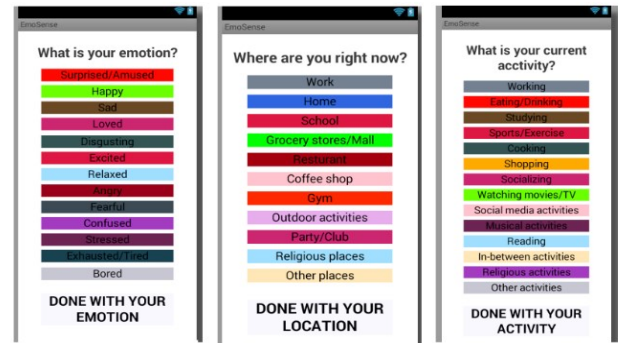 EmoSense
What is your emotion?
Surprised/Amused
Happy
Sad
Loved
Disgusting
Excited
Relaxed
Angry
Fearful
Confused
Stressed
Exhausted/Tired
Bored
DONE WITH YOUR
EMOTION
EmoSense
Where are you right now?
Work
Home
School
Grocery stores/Mall
Resturant
Coffee shop
Gym
Outdoor activities
Party/Club
Religious places
Other places
DONE WITH YOUR
LOCATION
EmoSense
What is your current
acctivity?
Working
Eating/Drinking
Studying
Sports/Exercise
Cooking
Shopping
Socializing
Watching movies/TV
Social media activities
Musical activities
Reading
In-between activities
Religious activities
Other activities
DONE WITH YOUR
ACTIVITY